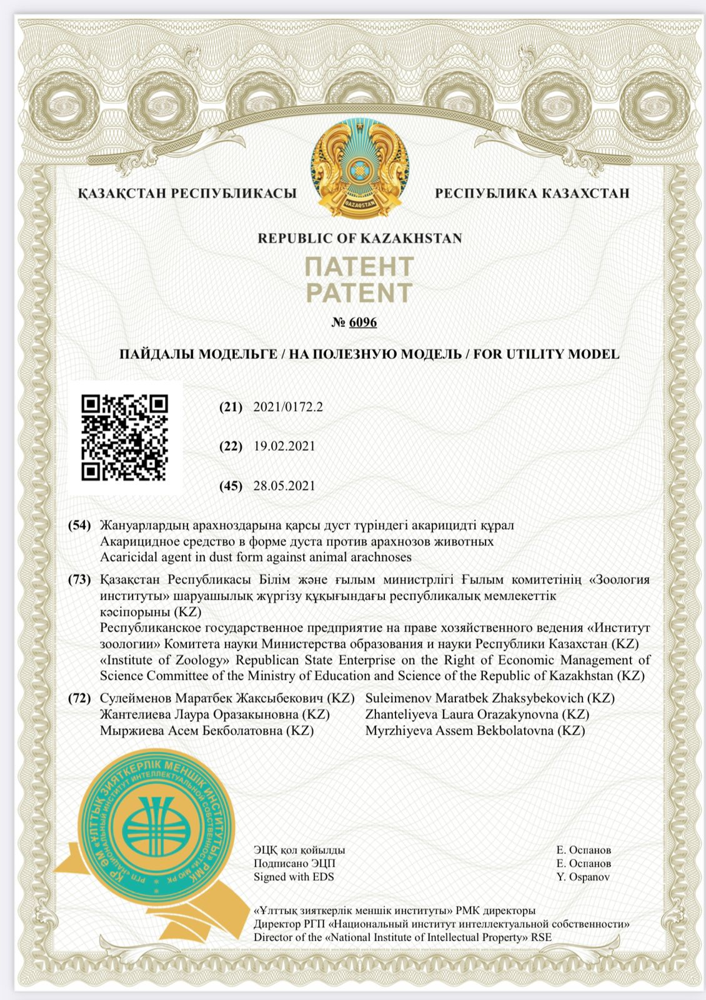 ҚАЗАҚСТАН РЕСПУБЛИКАСЫ
РЕСПУБЛИКА КАЗАХСТАН
QAZAQSTAN
REPUBLIC OF KAZAKHSTAN
ПАТЕНТ
PATENT
№ 6096
ПАЙДАЛЫ МОДЕЛЬГЕ / НА ПОЛЕЗНУЮ МОДЕЛЬ / FOR UTILITY MODEL
(21) 2021/0172.2
(22) 19.02.2021
(45) 28.05.2021
(54) Жануарлардың арахноздарына қарсы дуст түріндегі акарицидті құрал
Акарицидное средство в форме дуста против арахнозов животных
Acaricidal agent in dust form against animal arachnoses
(73) Қазақстан Республикасы Білім және ғылым министрлігі Ғылым комитетінің «Зоология
институты» шаруашылық жүргізу құқығындағы республикалық мемлекеттік
кәсіпорыны (KZ)
Республиканское государственное предприятие на праве хозяйственного ведения «Институт
зоологии» Комитета науки Министерства образования и науки Республики Казахстан (KZ)
«Institute of Zoology» Republican State Enterprise on the Right of Economic Management of
Science Committee of the Ministry of Education and Science of the Republic of Kazakhstan (KZ)
(72) Сулейменов Маратбек Жаксыбекович (KZ) Suleimenov Maratbek Zhaksybekovich (KZ)
Жантелиева Лаура Оразакыновна (KZ) Zhanteliyeva Laura Orazakynovna (KZ)
Мыржиева Асем Бекболатовна (KZ) Myrzhiyeva Assem Bekbolatovna (KZ)
ҚР ӘМ «ҰЛТТЫҚ ЗИЯТКЕРЛІК МЕНШІК ИНСТИТУТЫ» РМК
РГП «НАЦИОНАЛЬНЫЙ ИНСТИТУТ ИНТЕЛЛЕКТУАЛЬНОЙ СОБСТВЕННОСТИ» МЮ РК
ЭЦҚ қол қойылды Е. Оспанов
Подписано ЭЦП Е. Оспанов
Signed with EDS Y. Ospanov
«Ұлттық зияткерлік меншік институты» РМК директоры
Директор РГП «Национальный институт интеллектуальной собственности»
Director of the «National Institute of Intellectual Property» RSE